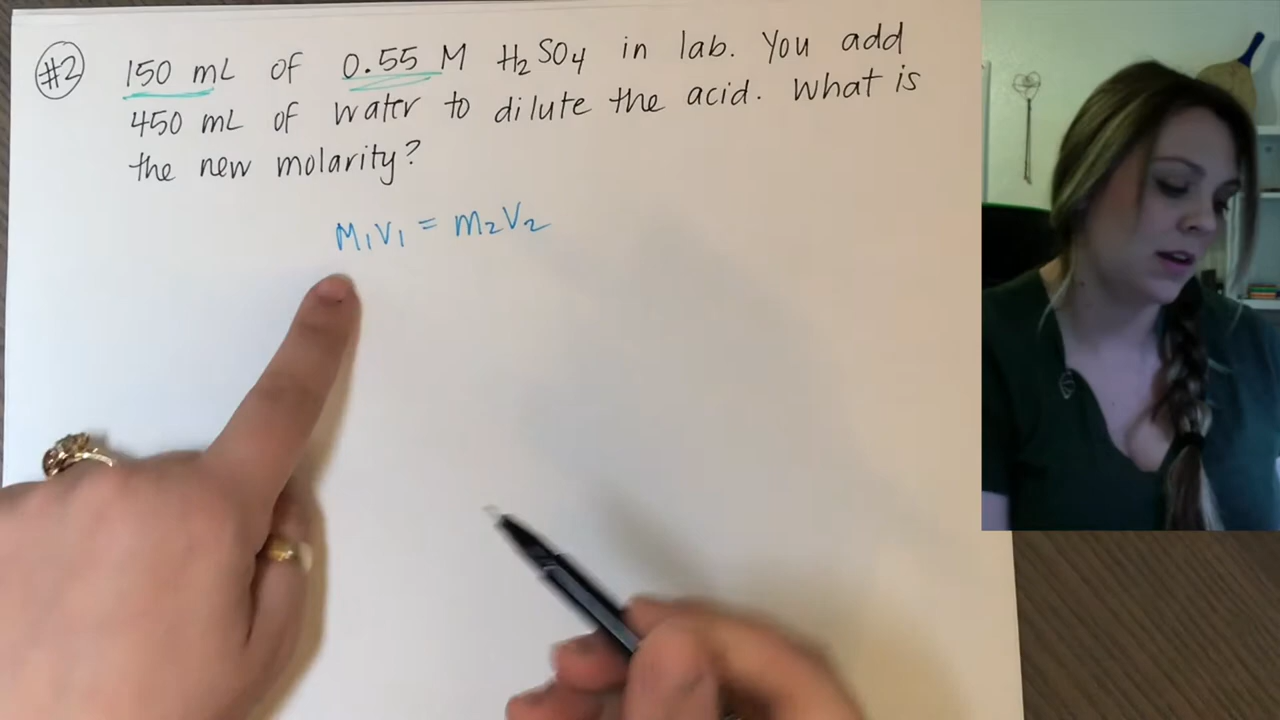 #2 150 mL of 0.55 M H₂SO₄ in lab. You add
450 mL of water to dilute the acid. What is
the new molarity?
M₁V₁ = M₂V₂